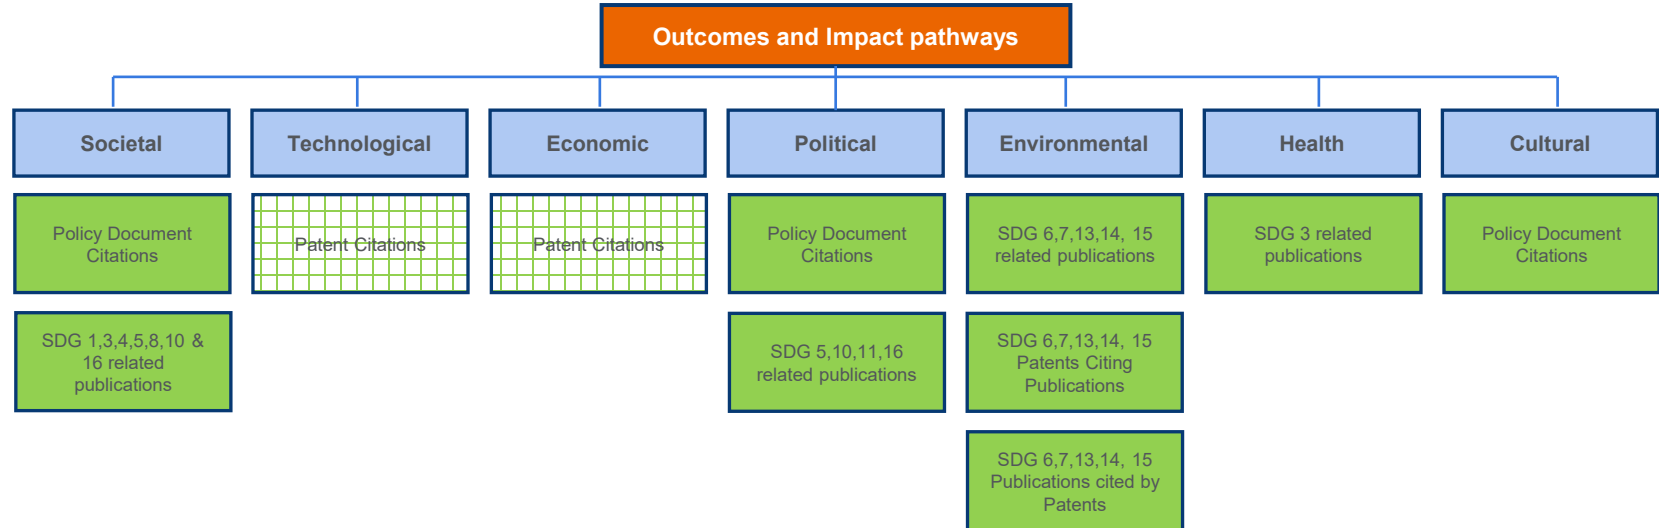 Outcomes and Impact pathways
Societal
Technological
Economic
Political
Environmental
Health
Cultural
Policy Document
Citations
Patent Citations
Patent Citations
Policy Document
Citations
SDG 6,7,13,14, 15
related publications
SDG 3 related
publications
Policy Document
Citations
SDG 1,3,4,5,8,10 &
16 related
publications
SDG 5,10,11,16
related publications
SDG 6,7,13,14, 15
Patents Citing
Publications
SDG 6,7,13,14, 15
Publications cited by
Patents